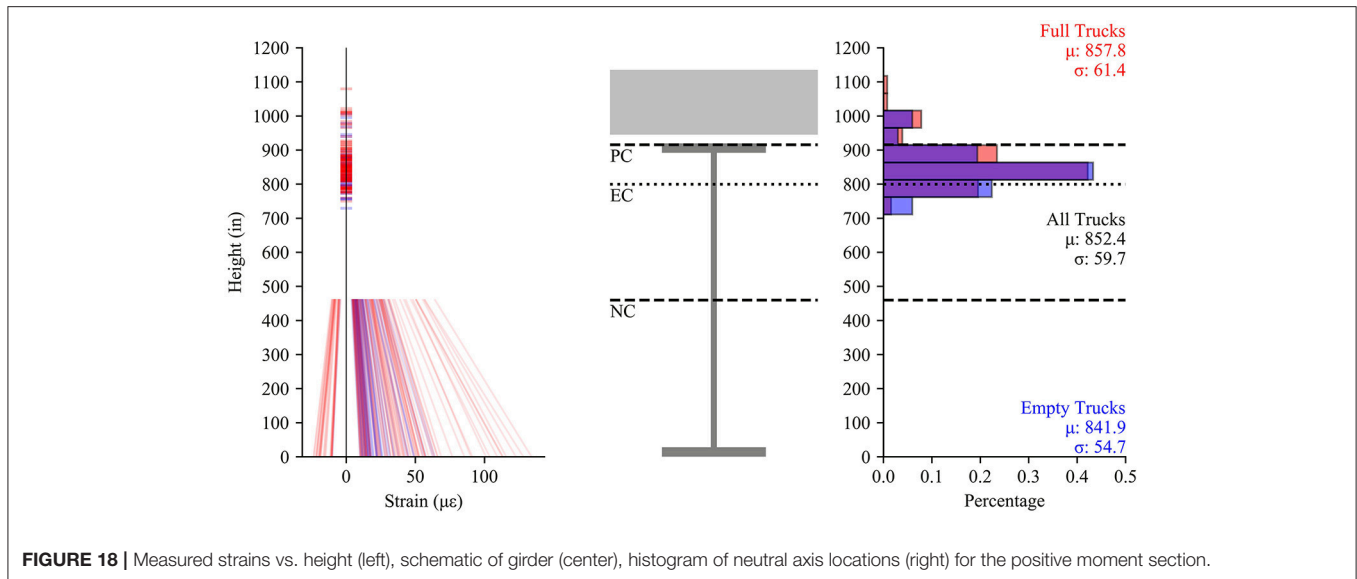 1200
1100
1000
900
800
700
600
500
400
300
200
100
0
Height (in)
0 50 100
Strain (με)
PC
EC
NC
1200
1100
1000
900
800
700
600
500
400
300
200
100
0
0.0 0.1 0.2 0.3 0.4 0.5
Percentage
Full Trucks
μ: 857.8
σ: 61.4
All Trucks
μ: 852.4
σ: 59.7
Empty Trucks
μ: 841.9
σ: 54.7
FIGURE 18 | Measured strains vs. height (left), schematic of girder (center), histogram of neutral axis locations (right) for the positive moment section.